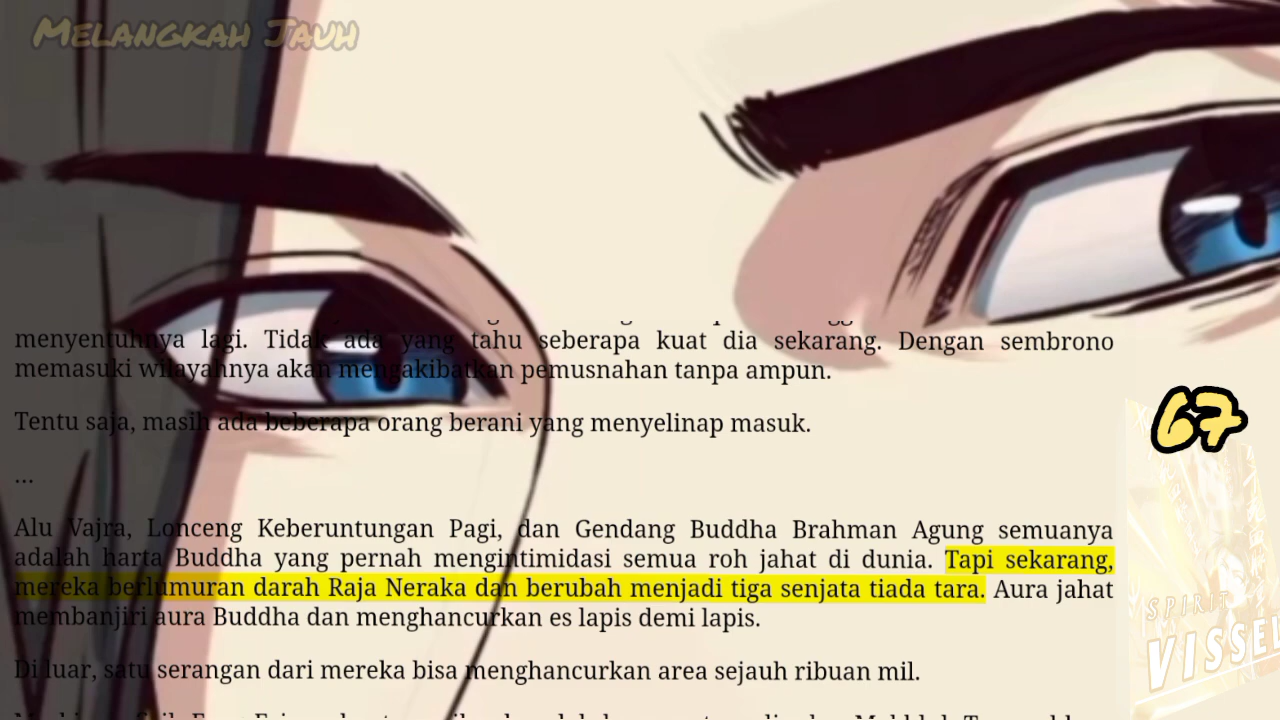 Melangkah Jauh
menyentuhnya lagi. Tidak ada yang tahu seberapa kuat dia sekarang. Dengan sembrono
memasuki wilayahnya akan mengakibatkan pemusnahan tanpa ampun.
Tentu saja, masih ada beberapa orang berani yang menyelinap masuk.
67
...
Alu Vajra, Lonceng Keberuntungan Pagi, dan Gendang Buddha Brahman Agung semuanya
adalah harta Buddha yang pernah mengintimidasi semua roh jahat di dunia. Tapi sekarang,
mereka berlumuran darah Raja Neraka dan berubah menjadi tiga senjata tiada tara. Aura jahat
membanjiri aura Buddha dan menghancurkan es lapis demi lapis.
SPIRIT
VISSEL
Di luar, satu serangan dari mereka bisa menghancurkan area sejauh ribuan mil.